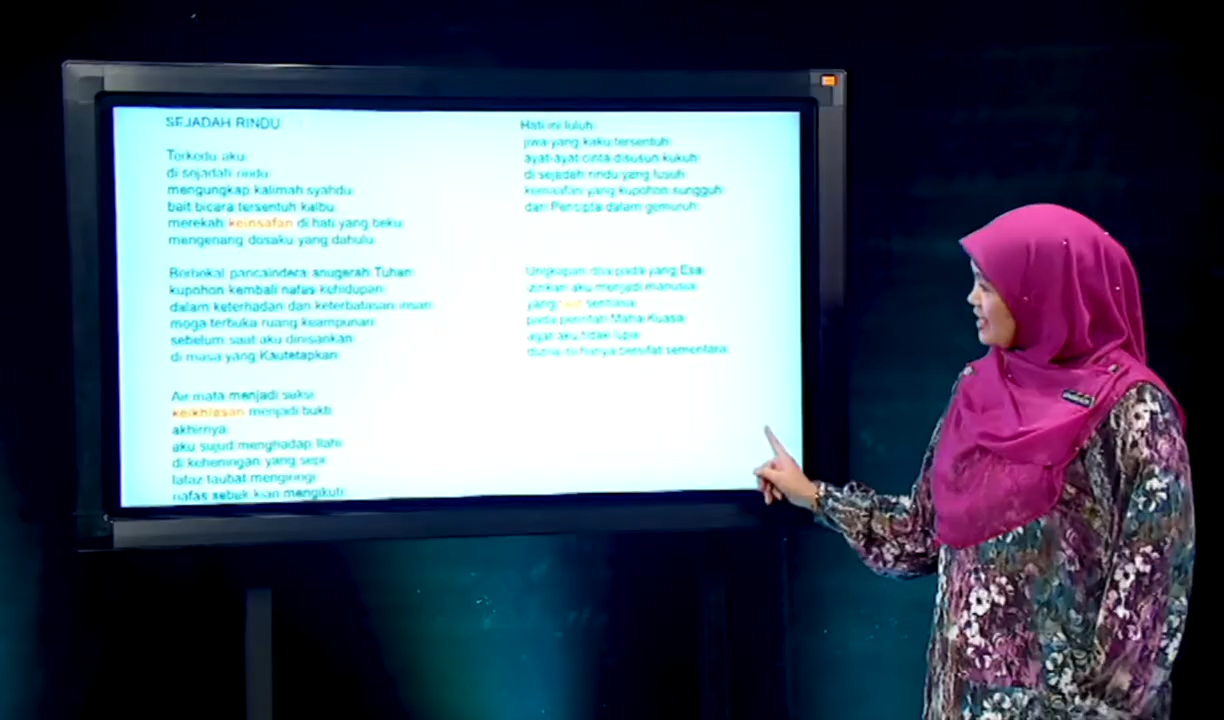 SEJADAH RINDU
Terkedu aku
di sejadah rindu
mengungkap kalimah syahdu
bait bicara tersentuh kalbu
merekah keinsafan di hati yang beku
mengenang dosaku yang dahulu
Berbekal pancaindera anugerah Tuhan
kupohon kembali nafas kehidupan
dalam keterhadan dan keterbatasan insan
moga terbuka ruang keampunan
sebelum saat aku dinisankan
di masa yang Kautetapkan
Air mata menjadi saksi
keikhlasan menjadi bukti
akhirnya
aku sujud menghadap Ilahi
di keheningan yang sepi
lafaz taubat mengiringi
nafas sebak kian mengikuti
Hati ini luluh
jiwa yang kaku tersentuh
ayat-ayat cinta disusun kukuh
di sejadah rindu yang lusuh
kemaafan yang kupohon sungguh
dari Pencipta dalam gemuruh
Ungkapan doa pada yang Esa
izinkan aku menjadi manusia
yang sentiasa
pada perintah Maha Kuasa
agar aku tidak lupa
dunia ini hanya bersifat sementara